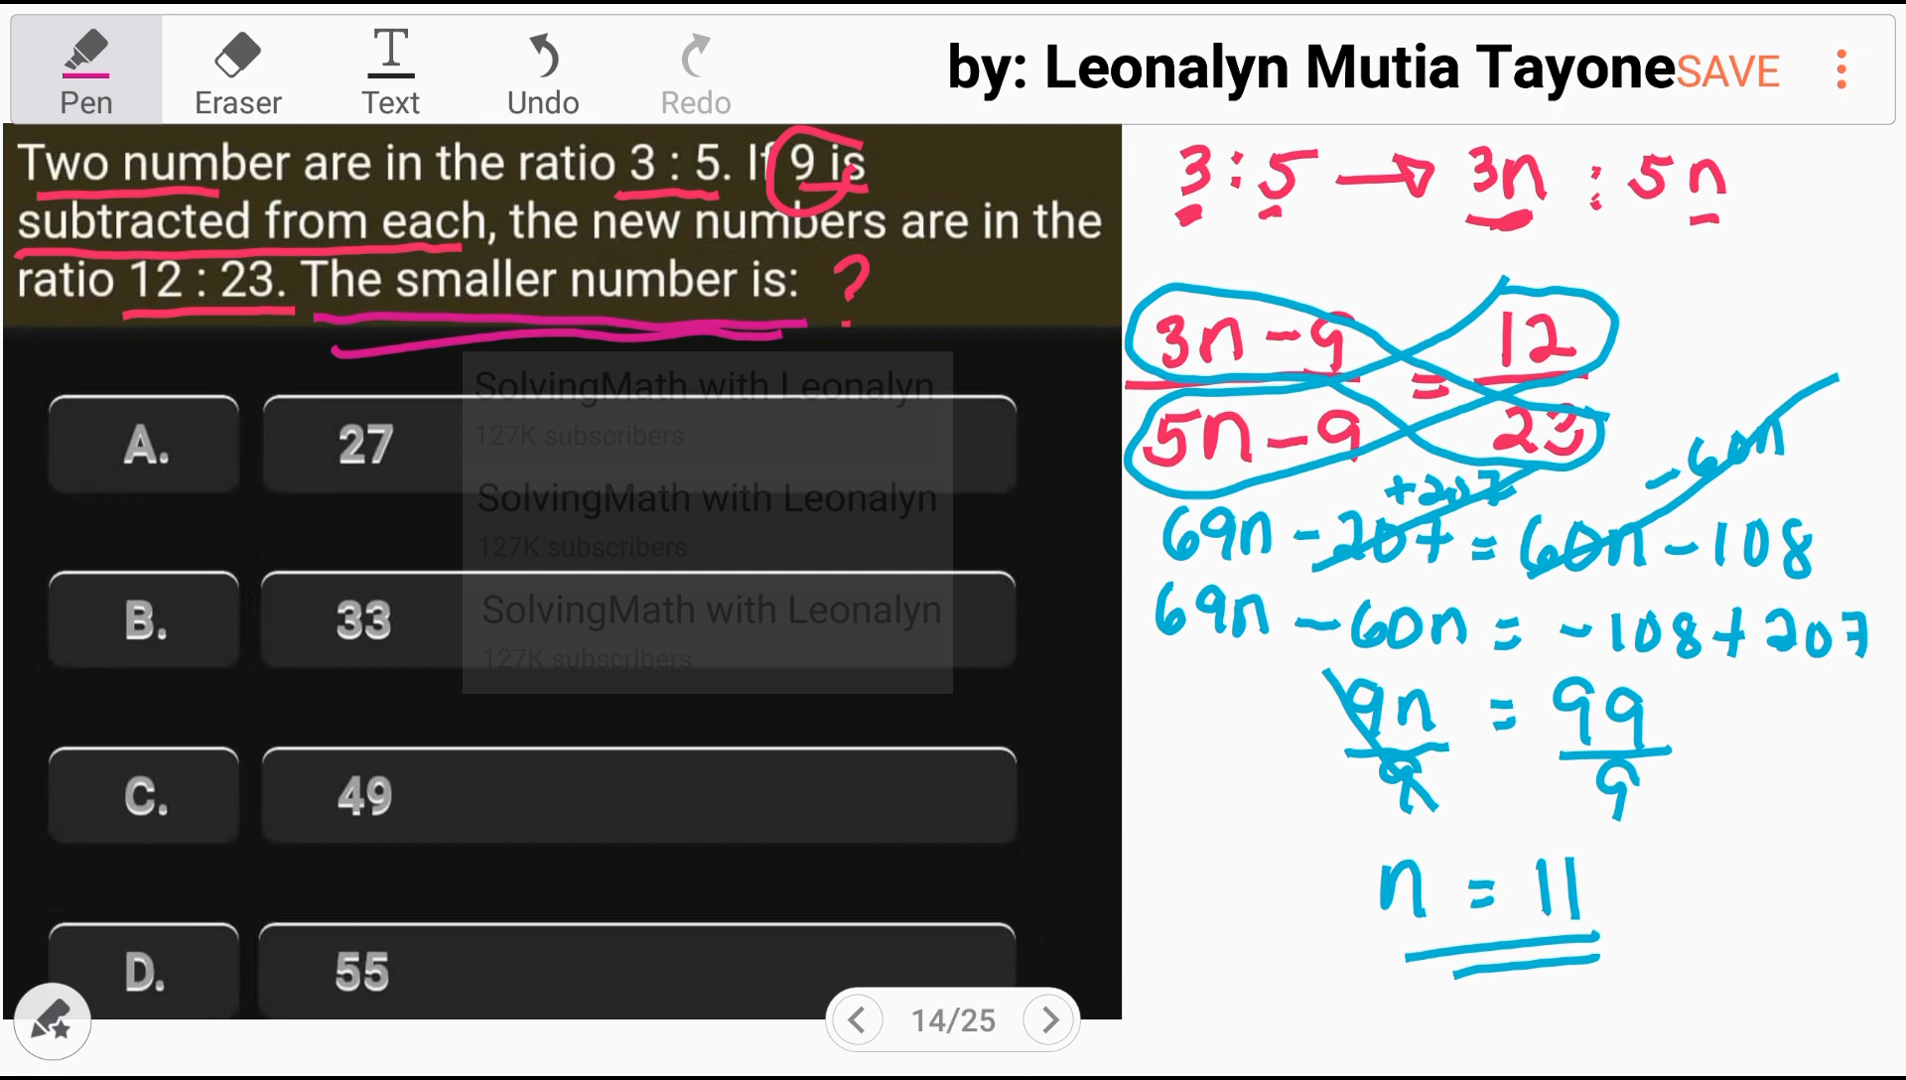 Pen Eraser Text Undo Redo
by: Leonalyn Mutia Tayone SAVE
Two number are in the ratio 3 : 5. If 9 is
subtracted from each, the new numbers are in the
ratio 12 : 23. The smaller number is: ?
SolvingMath with Leonalyn
127K subscribers
A. 27
SolvingMath with Leonalyn
127K subscribers
B. 33
SolvingMath with Leonalyn
127K subscribers
C. 49
D. 55
14/25
3 : 5 → 3n : 5n
3n - 9 = 12
5n - 9 23
+207 -60n
69n - 207 = 60n - 108
69n - 60n = -108 + 207
9n = 99
9 9
n = 11